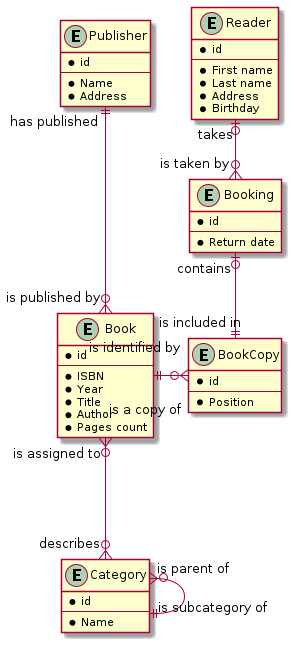 E Publisher
id
Name
Address
E Reader
id
First name
Last name
Address
Birthday
has published
takes
is taken by
E Booking
id
Return date
contains
is published by
is included in
E Book
id
ISBN
Year
Title
Author
Pages count
is identified by
is a copy of
E BookCopy
id
Position
is assigned to
describes
E Category
id
Name
is parent of
is subcategory of